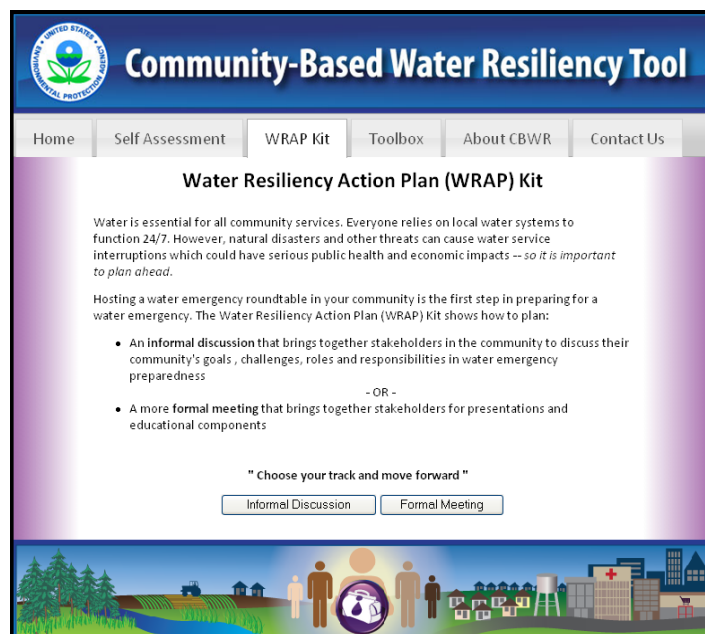 UNITED STATES
ENVIRONMENTAL PROTECTION AGENCY
Community-Based Water Resiliency Tool
Home Self Assessment WRAP Kit Toolbox About CBWR Contact Us
Water Resiliency Action Plan (WRAP) Kit
Water is essential for all community services. Everyone relies on local water systems to
function 24/7. However, natural disasters and other threats can cause water service
interruptions which could have serious public health and economic impacts -- so it is important
to plan ahead.
Hosting a water emergency roundtable in your community is the first step in preparing for a
water emergency. The Water Resiliency Action Plan (WRAP) Kit shows how to plan:
• An informal discussion that brings together stakeholders in the community to discuss their
community's goals , challenges, roles and responsibilities in water emergency
preparedness
- OR -
• A more formal meeting that brings together stakeholders for presentations and
educational components
" Choose your track and move forward "
Informal Discussion Formal Meeting